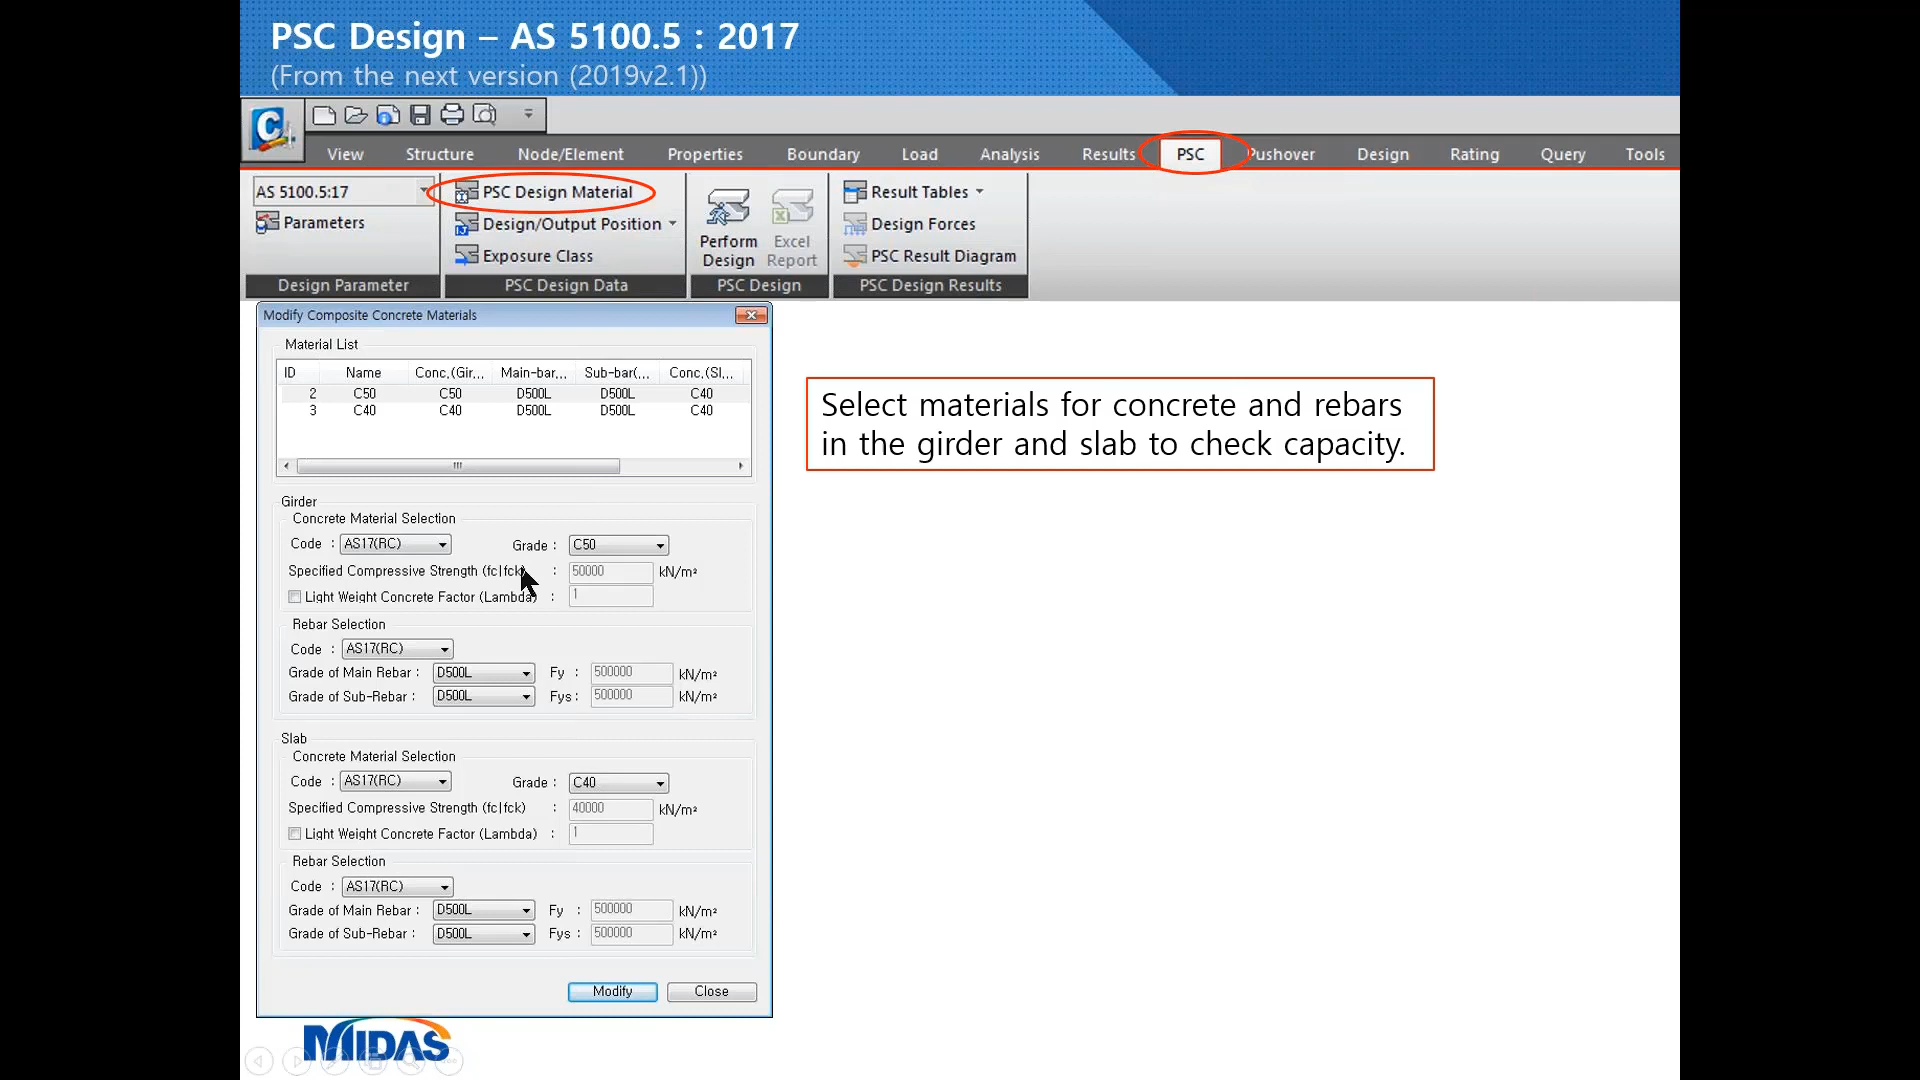 PSC Design – AS 5100.5 : 2017
(From the next version (2019v2.1))
View Structure Node/Element Properties Boundary Load Analysis Results PSC Pushover Design Rating Query Tools
AS 5100.5:17
Parameters
Design Parameter
PSC Design Material
Design/Output Position
Exposure Class
PSC Design Data
Perform Design
Excel Report
PSC Design
Result Tables
Design Forces
PSC Result Diagram
PSC Design Results
Modify Composite Concrete Materials
Material List
ID Name Conc,(Gir,,, Main-bar,,, Sub-bar(,,, Conc,(Sl,,,
2 C50 C50 D500L D500L C40
3 C40 C40 D500L D500L C40
Girder
Concrete Material Selection
Code : AS17(RC) Grade : C50
Specified Compressive Strength (fc|fck) : 50000 kN/m²
Light Weight Concrete Factor (Lambda) : 1
Rebar Selection
Code : AS17(RC)
Grade of Main Rebar : D500L Fy : 500000 kN/m²
Grade of Sub-Rebar : D500L Fys : 500000 kN/m²
Slab
Concrete Material Selection
Code : AS17(RC) Grade : C40
Specified Compressive Strength (fc|fck) : 40000 kN/m²
Light Weight Concrete Factor (Lambda) : 1
Rebar Selection
Code : AS17(RC)
Grade of Main Rebar : D500L Fy : 500000 kN/m²
Grade of Sub-Rebar : D500L Fys : 500000 kN/m²
Modify Close
Select materials for concrete and rebars
in the girder and slab to check capacity.
MIDAS